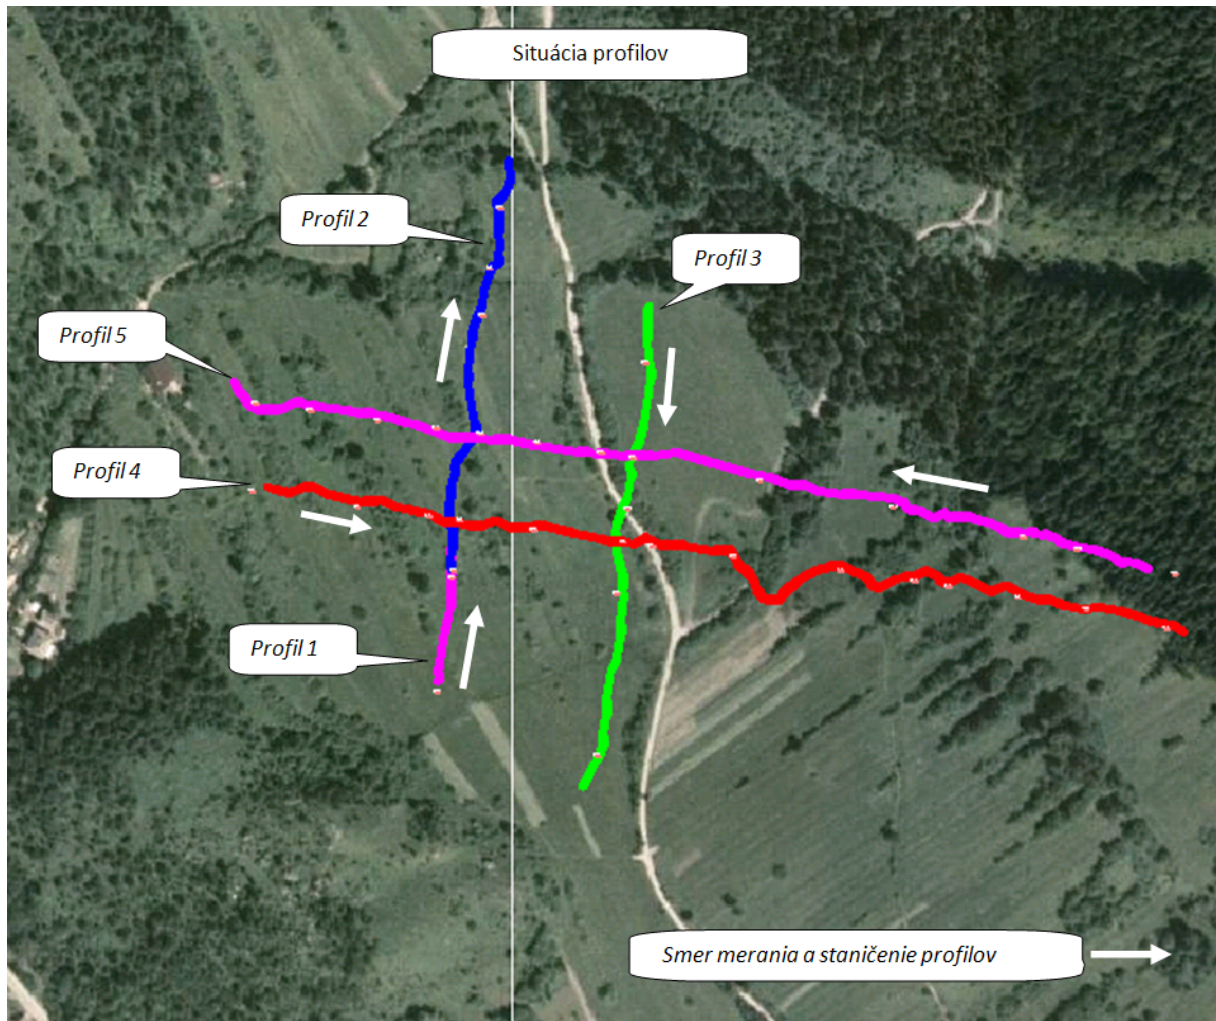 Situácia profilov
Profil 2
Profil 3
Profil 5
Profil 4
Profil 1
Smer merania a staničenie profilov